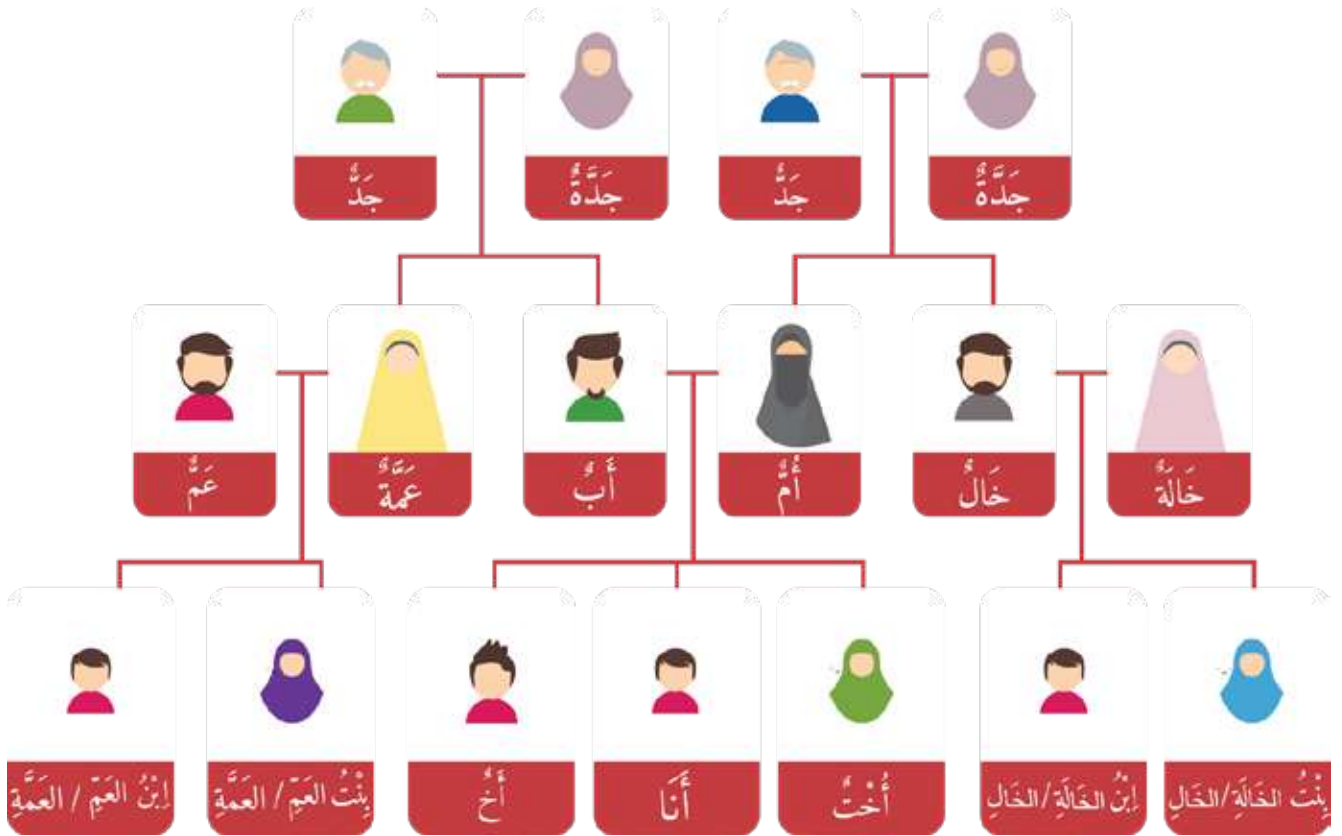 جَدٌّ
جَدَّةٌ
جَدٌّ
جَدَّةٌ
عَمٌّ
عَمَّةٌ
أَبٌ
أُمٌّ
خَالٌ
خَالَةٌ
اِبْنُ العَمِّ / العَمَّةِ
بِنْتُ العَمِّ / العَمَّةِ
أَخٌ
أَنَا
أُخْتٌ
اِبْنُ الخَالَةِ/الخَالِ
بِنْتُ الخَالَةِ/الخَالِ